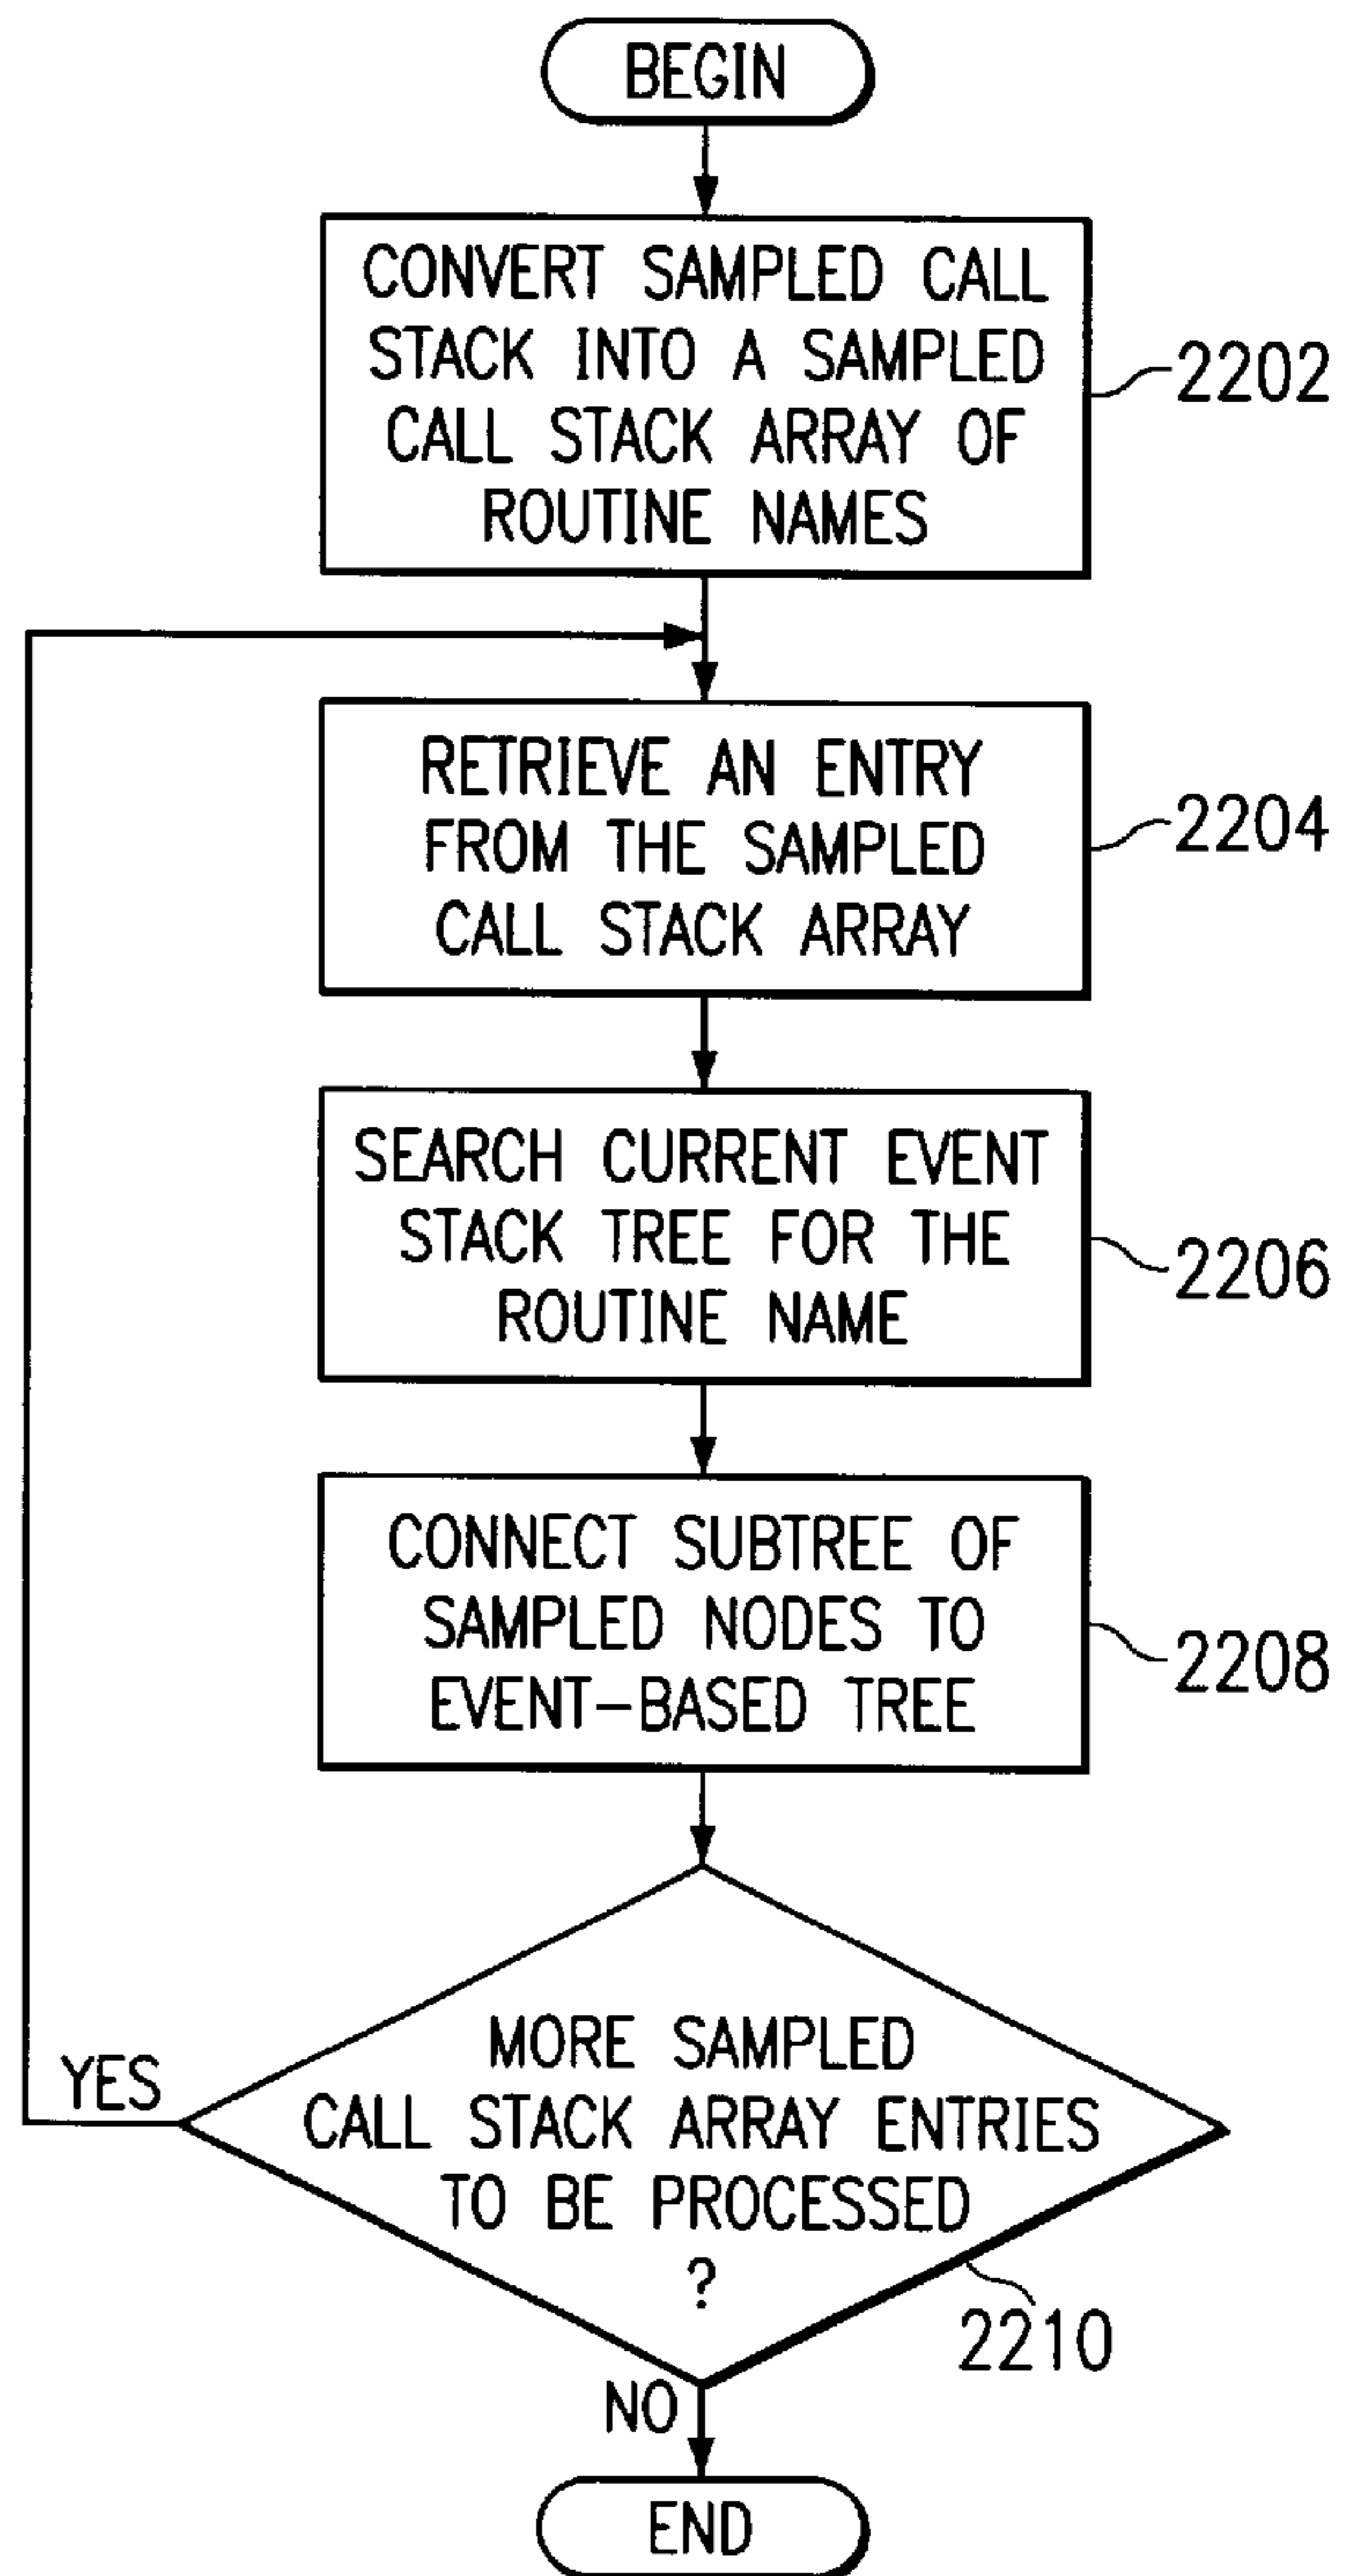 BEGIN
CONVERT SAMPLED CALL
STACK INTO A SAMPLED
CALL STACK ARRAY OF
ROUTINE NAMES
2202
RETRIEVE AN ENTRY
FROM THE SAMPLED
CALL STACK ARRAY
2204
SEARCH CURRENT EVENT
STACK TREE FOR THE
ROUTINE NAME
2206
CONNECT SUBTREE OF
SAMPLED NODES TO
EVENT-BASED TREE
2208
MORE SAMPLED
CALL STACK ARRAY ENTRIES
TO BE PROCESSED
?
YES
2210
NO
END